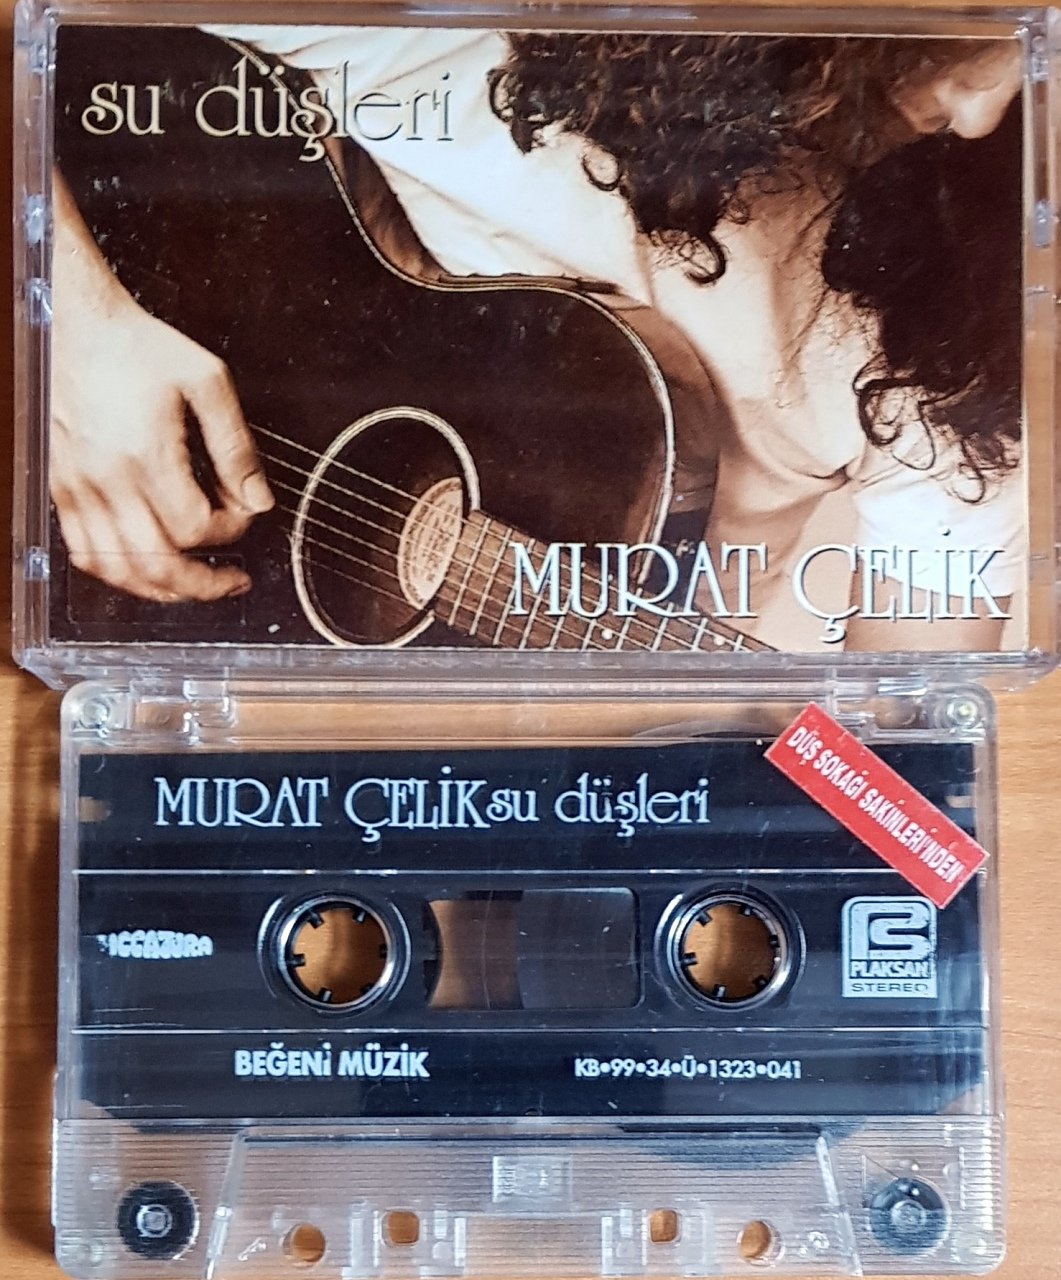 su düşleri
MURAT ÇELİK
MURAT ÇELİK su düşleri
DÜŞ SOKAĞI SAKİNLERİ'NDEN
PLAKSAN
STEREO
BEĞENİ MÜZİK
KB•99•34•Ü•1323•041